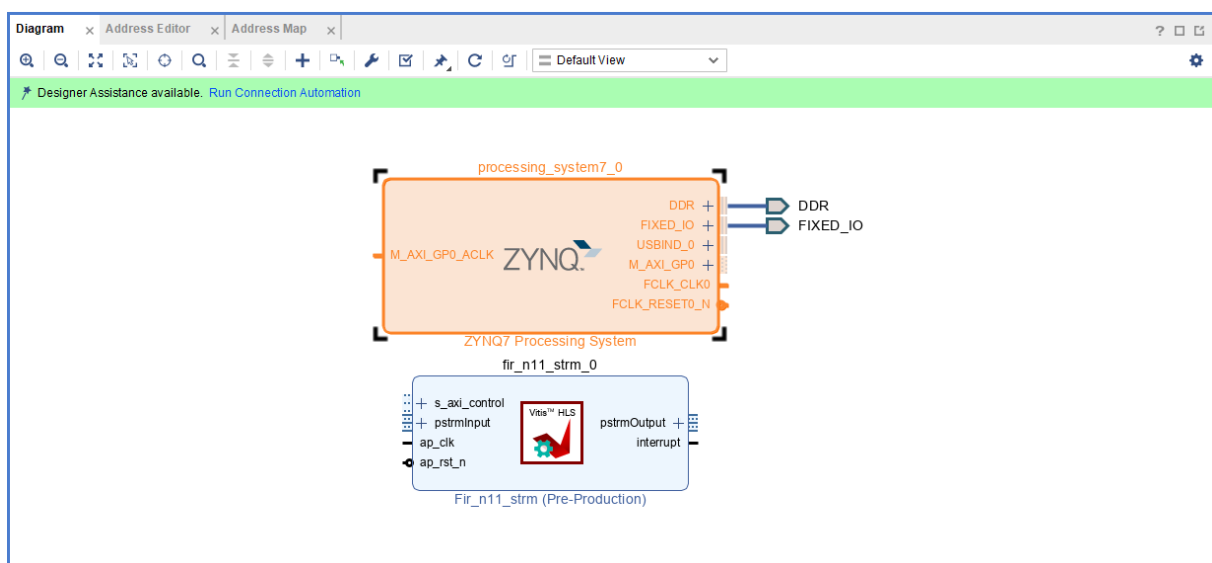 Diagram Address Editor Address Map
Default View
Designer Assistance available. Run Connection Automation
processing_system7_0
DDR
FIXED_IO
USBIND_0
M_AXI_GP0
FCLK_CLK0
FCLK_RESET0_N
M_AXI_GP0_ACLK
ZYNQ
DDR
FIXED_IO
ZYNQ7 Processing System
fir_n11_strm_0
s_axi_control
pstrmInput
ap_clk
ap_rst_n
Vitis™ HLS
pstrmOutput
interrupt
Fir_n11_strm (Pre-Production)